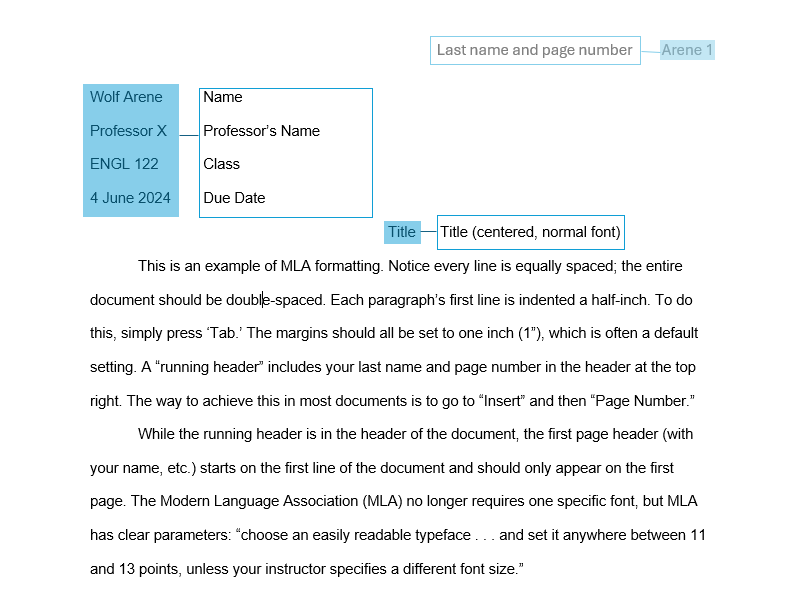 Last name and page number Arene 1
Wolf Arene Name
Professor X Professor’s Name
ENGL 122 Class
4 June 2024 Due Date
Title Title (centered, normal font)
This is an example of MLA formatting. Notice every line is equally spaced; the entire
document should be double-spaced. Each paragraph’s first line is indented a half-inch. To do
this, simply press ‘Tab.’ The margins should all be set to one inch (1”), which is often a default
setting. A “running header” includes your last name and page number in the header at the top
right. The way to achieve this in most documents is to go to “Insert” and then “Page Number.”
While the running header is in the header of the document, the first page header (with
your name, etc.) starts on the first line of the document and should only appear on the first
page. The Modern Language Association (MLA) no longer requires one specific font, but MLA
has clear parameters: “choose an easily readable typeface . . . and set it anywhere between 11
and 13 points, unless your instructor specifies a different font size.”